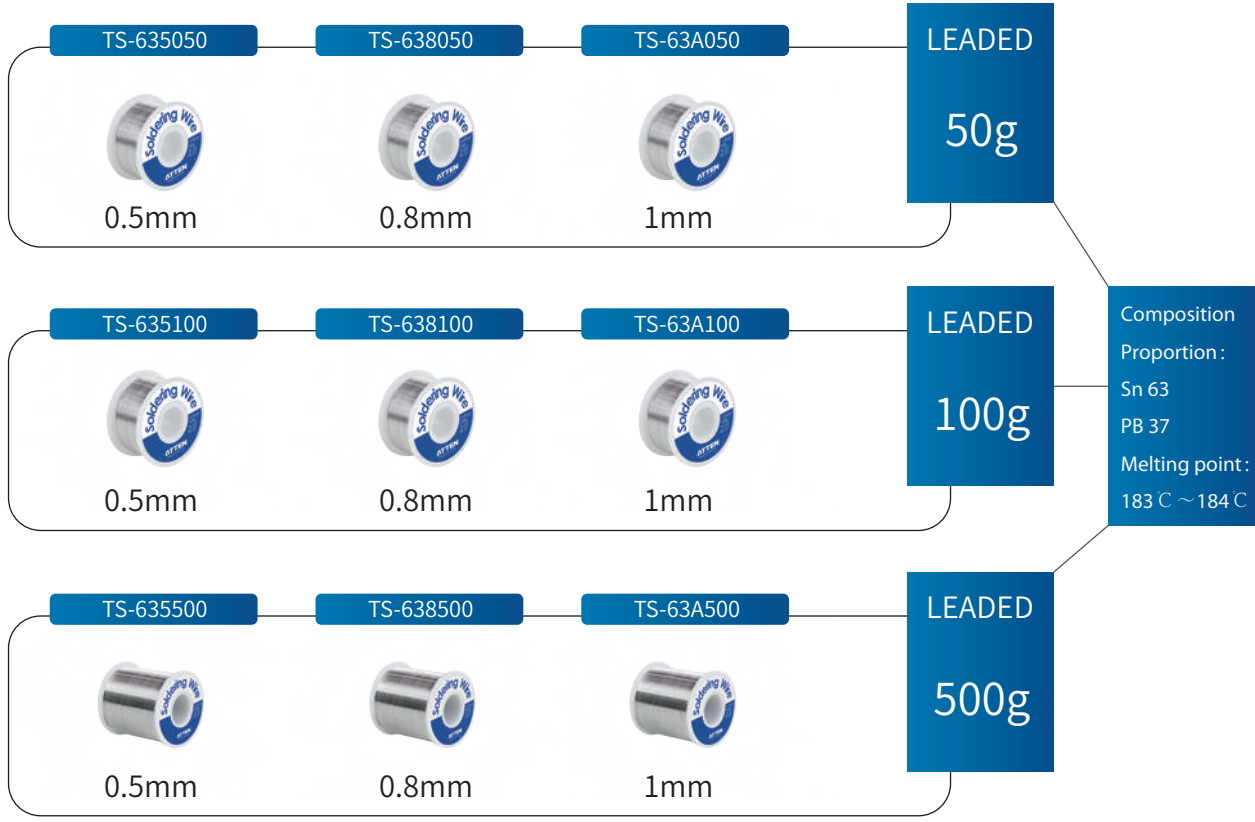 TS-635050 TS-638050 TS-63A050 LEADED
50g
Soldering Wire Soldering Wire Soldering Wire
ATTEN ATTEN ATTEN
0.5mm 0.8mm 1mm
TS-635100 TS-638100 TS-63A100 LEADED
100g
Soldering Wire Soldering Wire Soldering Wire
ATTEN ATTEN ATTEN
0.5mm 0.8mm 1mm
Composition
Proportion :
Sn 63
PB 37
Melting point :
183℃ ~184℃
TS-635500 TS-638500 TS-63A500 LEADED
500g
Soldering Wire Soldering Wire Soldering Wire
ATTEN ATTEN ATTEN
0.5mm 0.8mm 1mm